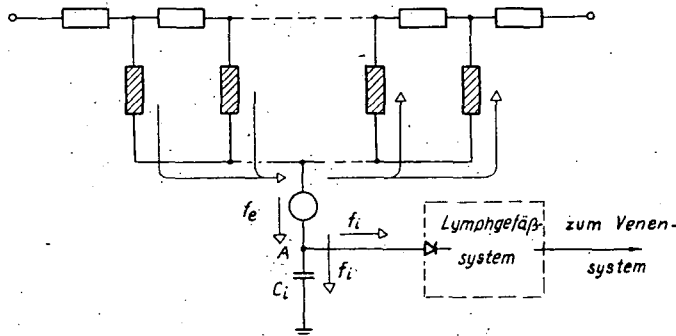 f_e
f_i
A
f_i
C_i
Lymphgefäß-
system
zum Venen-
system